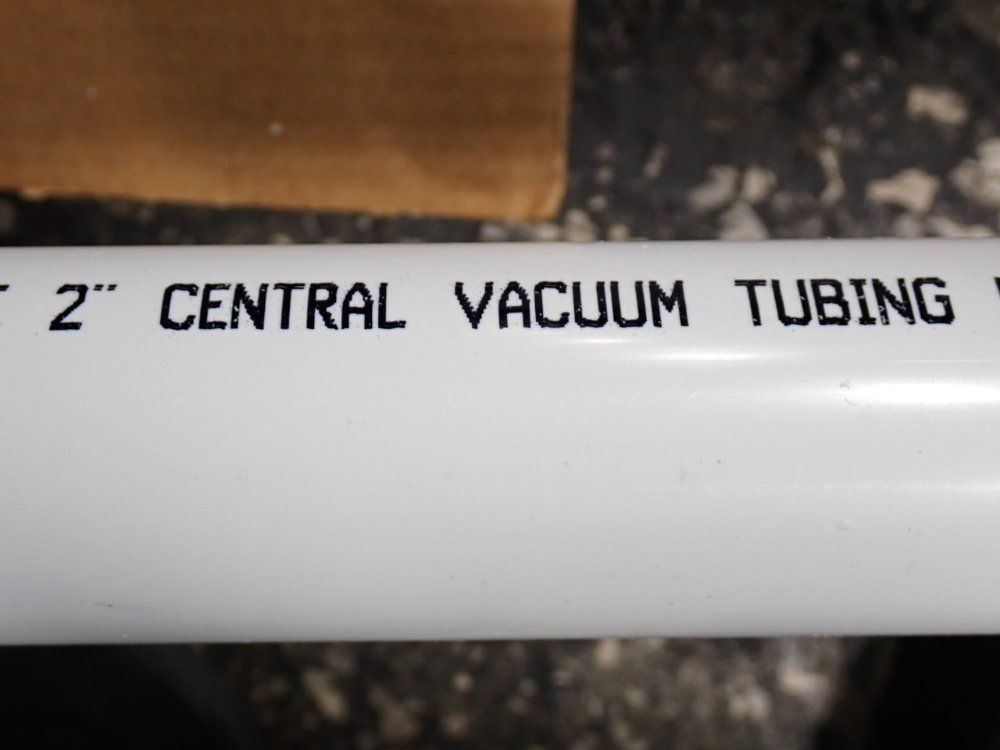 2" CENTRAL VACUUM TUBING